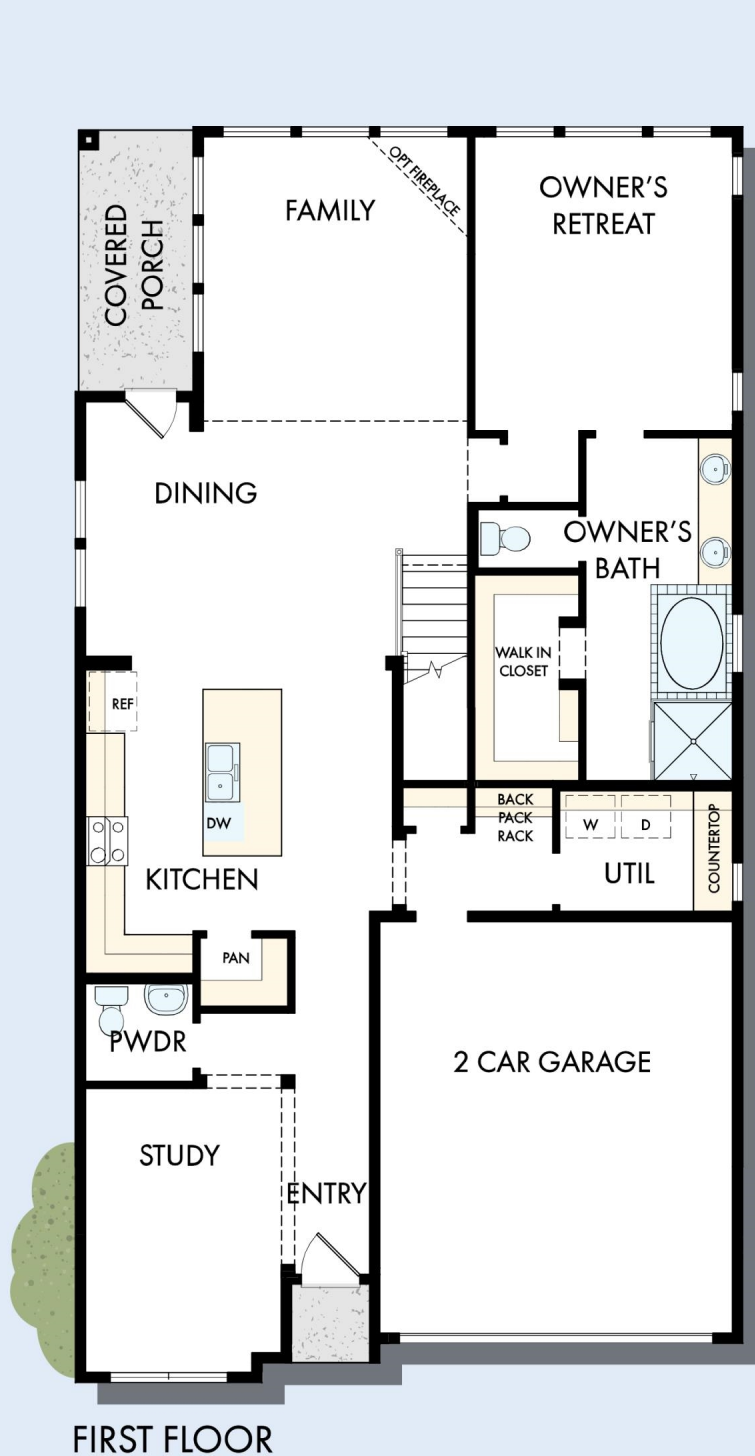 OPT FIREPLACE
FAMILY
OWNER'S
RETREAT
COVERED
PORCH
DINING
OWNER'S
BATH
WALK IN
CLOSET
REF
DW
BACK
PACK
RACK
W
D
COUNTERTOP
UTIL
KITCHEN
PAN
PWDR
2 CAR GARAGE
STUDY
ENTRY
FIRST FLOOR